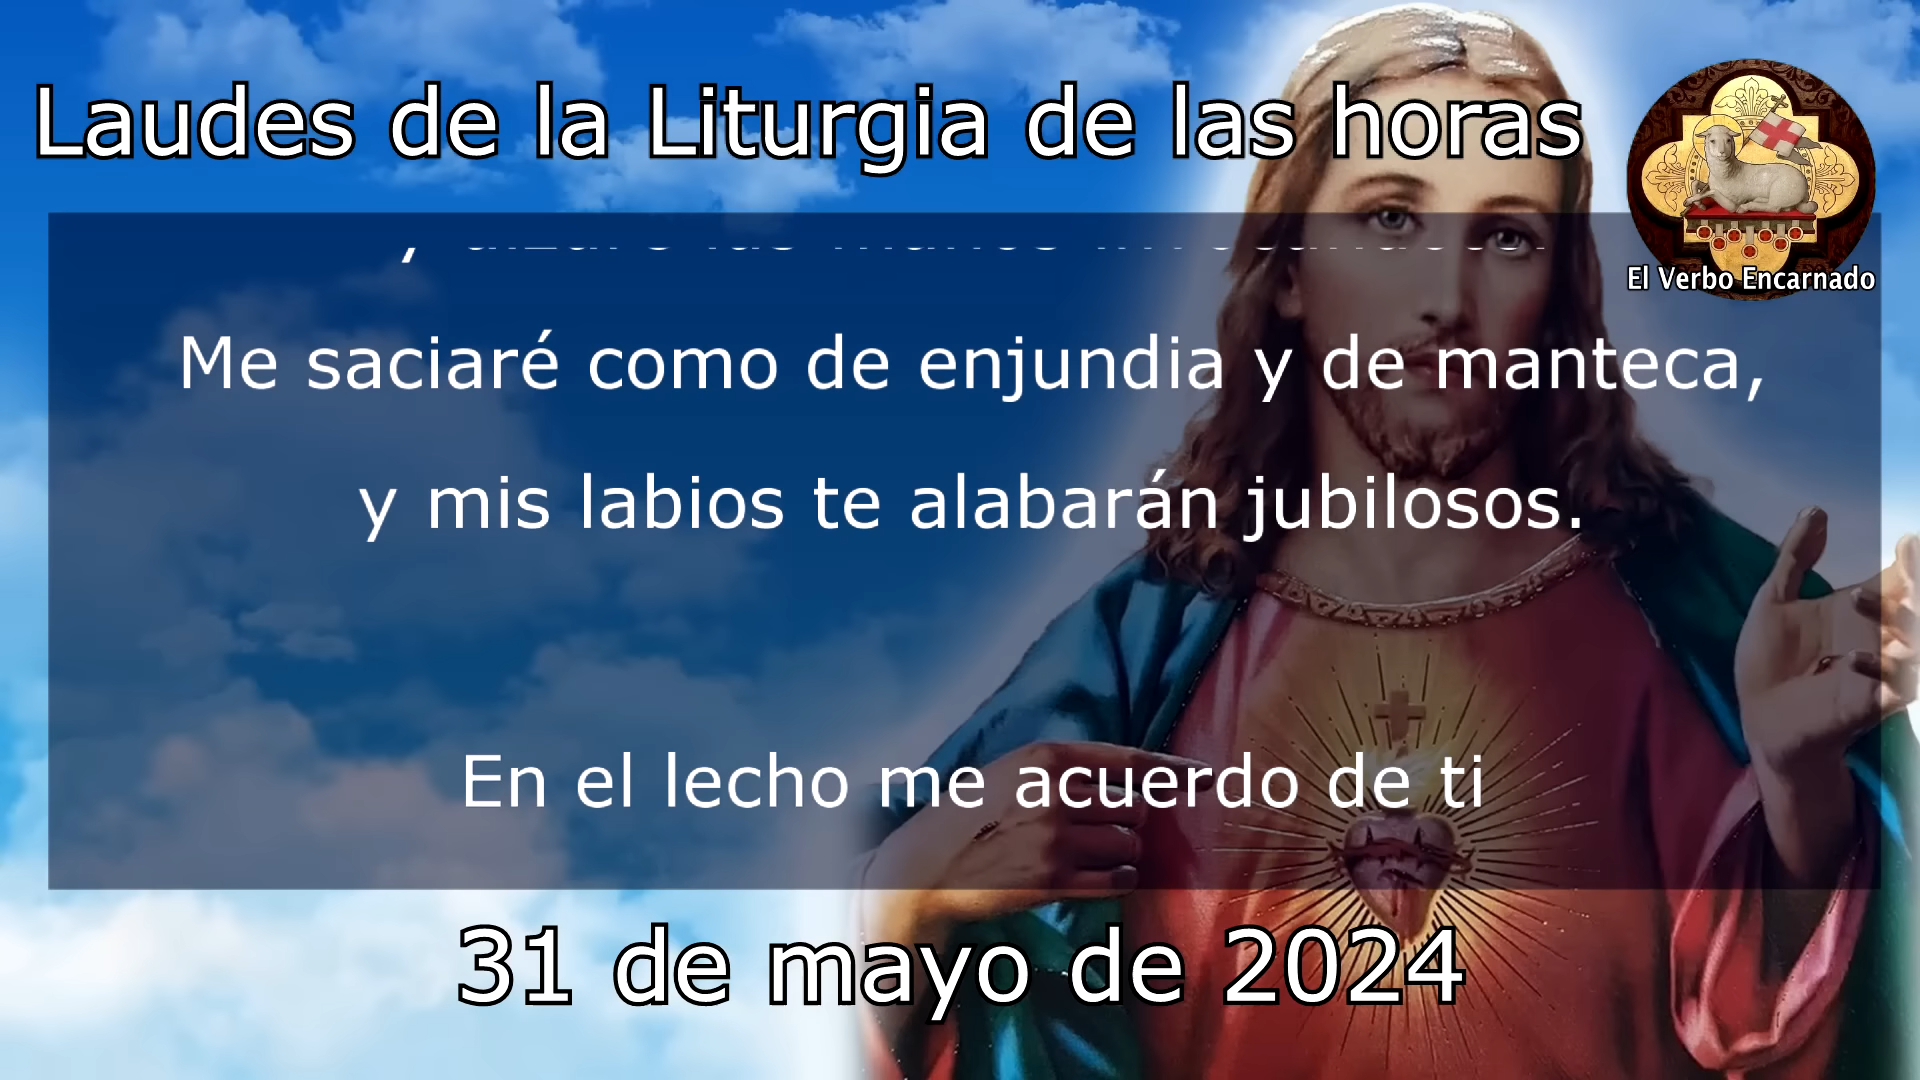 Laudes de la Liturgia de las horas
El Verbo Encarnado
Me saciaré como de enjundia y de manteca,
y mis labios te alabarán jubilosos.
En el lecho me acuerdo de ti
31 de mayo de 2024